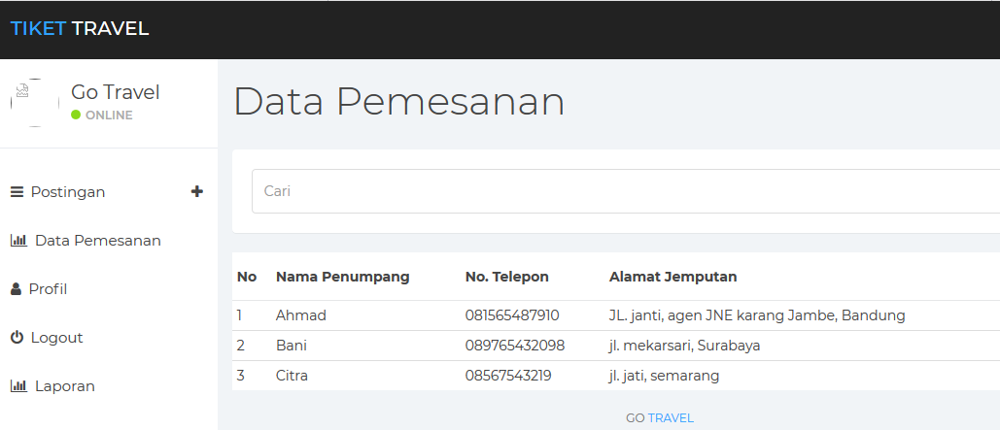 TIKET TRAVEL
Go Travel
ONLINE
Postingan
Data Pemesanan
Profil
Logout
Laporan
Data Pemesanan
Cari
No Nama Penumpang No. Telepon Alamat Jemputan
1 Ahmad 081565487910 JL. janti, agen JNE karang Jambe, Bandung
2 Bani 089765432098 jl. mekarsari, Surabaya
3 Citra 08567543219 jl. jati, semarang
GO TRAVEL